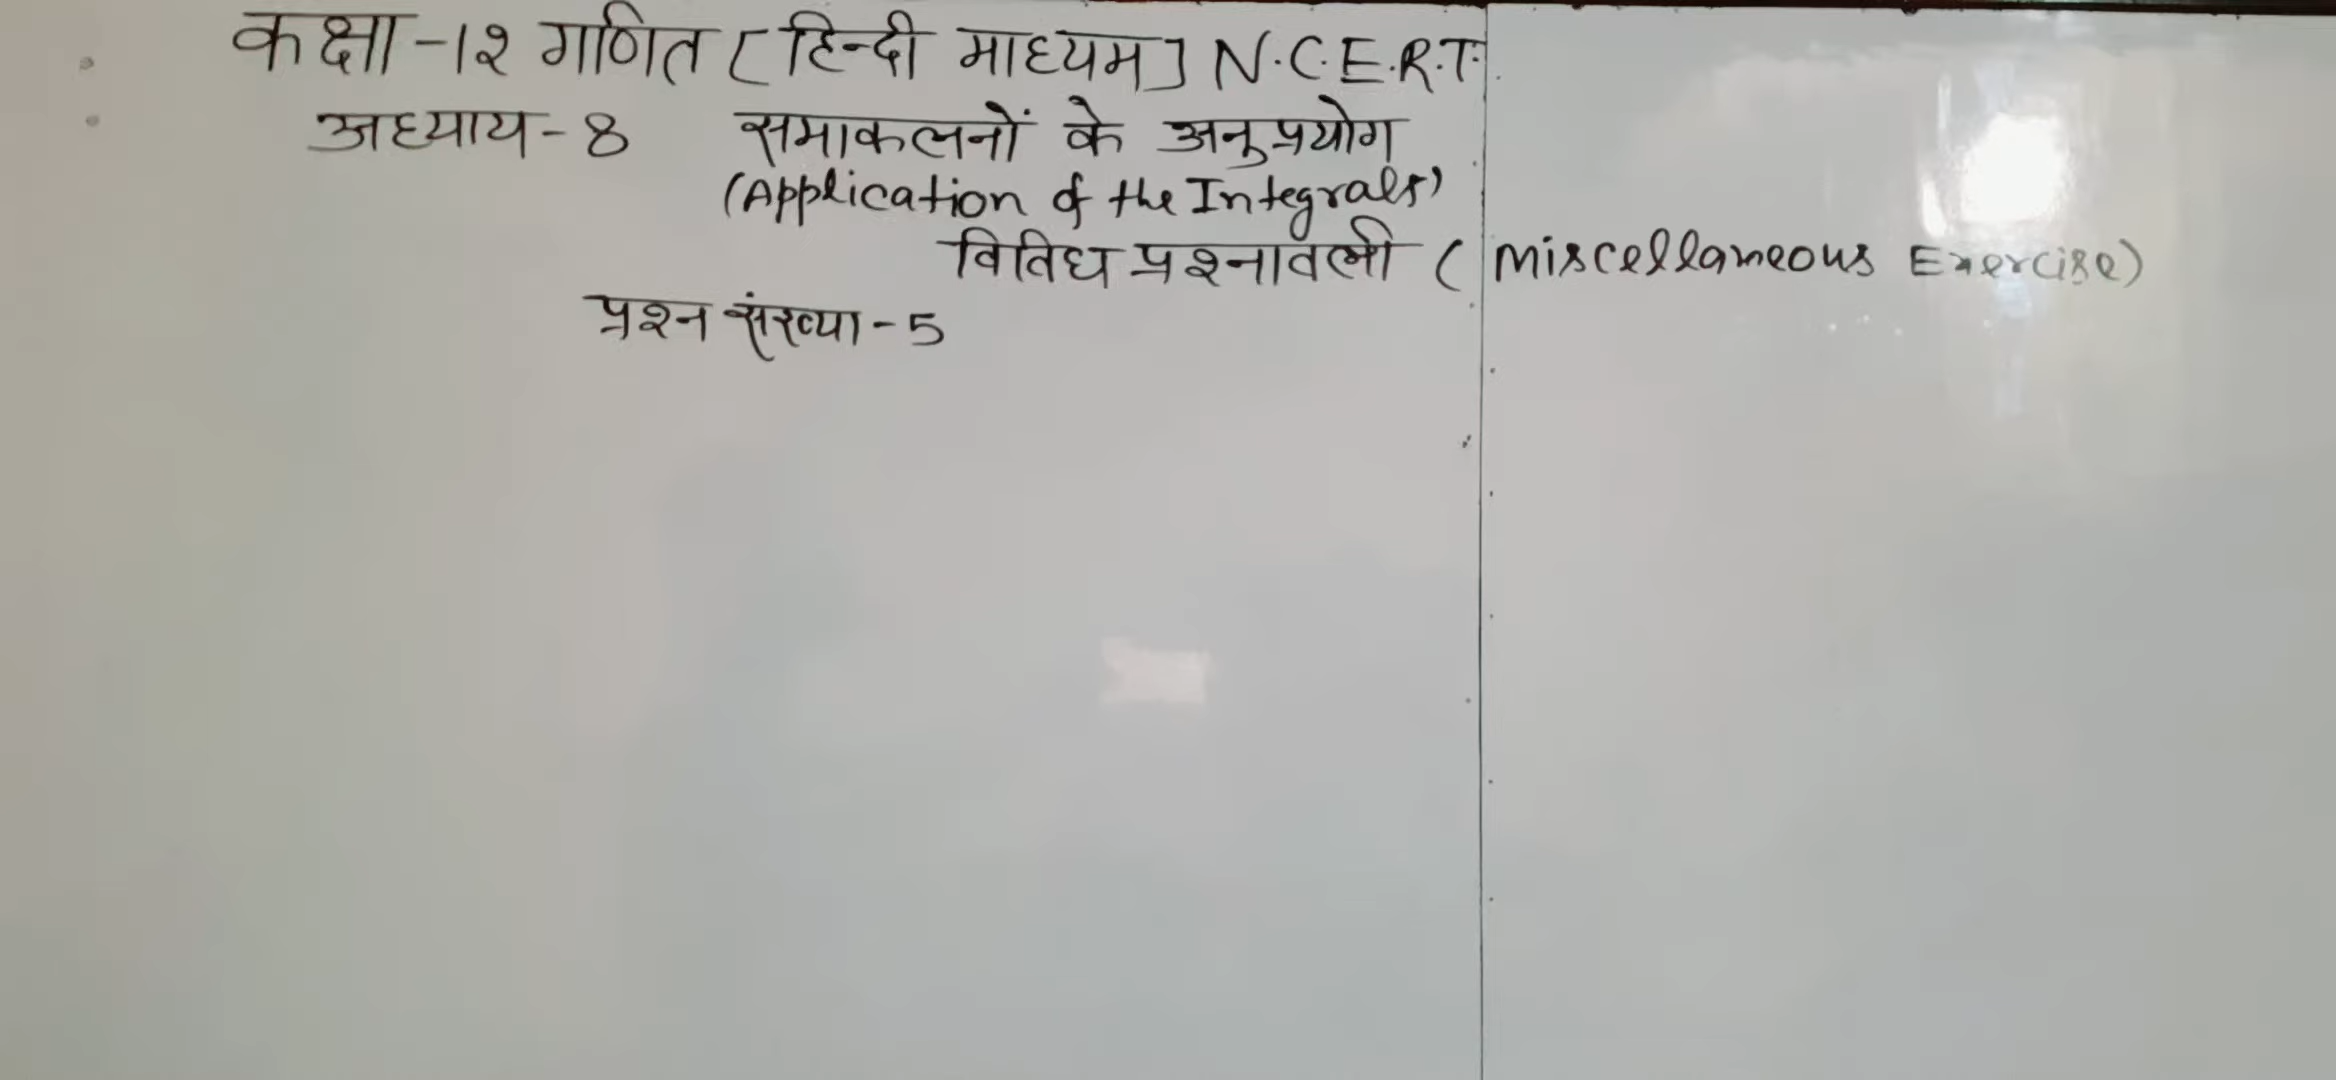 कक्षा -१२ गणित [हिन्दी माध्यम] N.C.E.R.T.
अध्याय - 8 समाकलनों के अनुप्रयोग
(Application of the Integrals)
विविध प्रश्नावली (Miscellaneous Exercise)
प्रश्न संख्या - 5